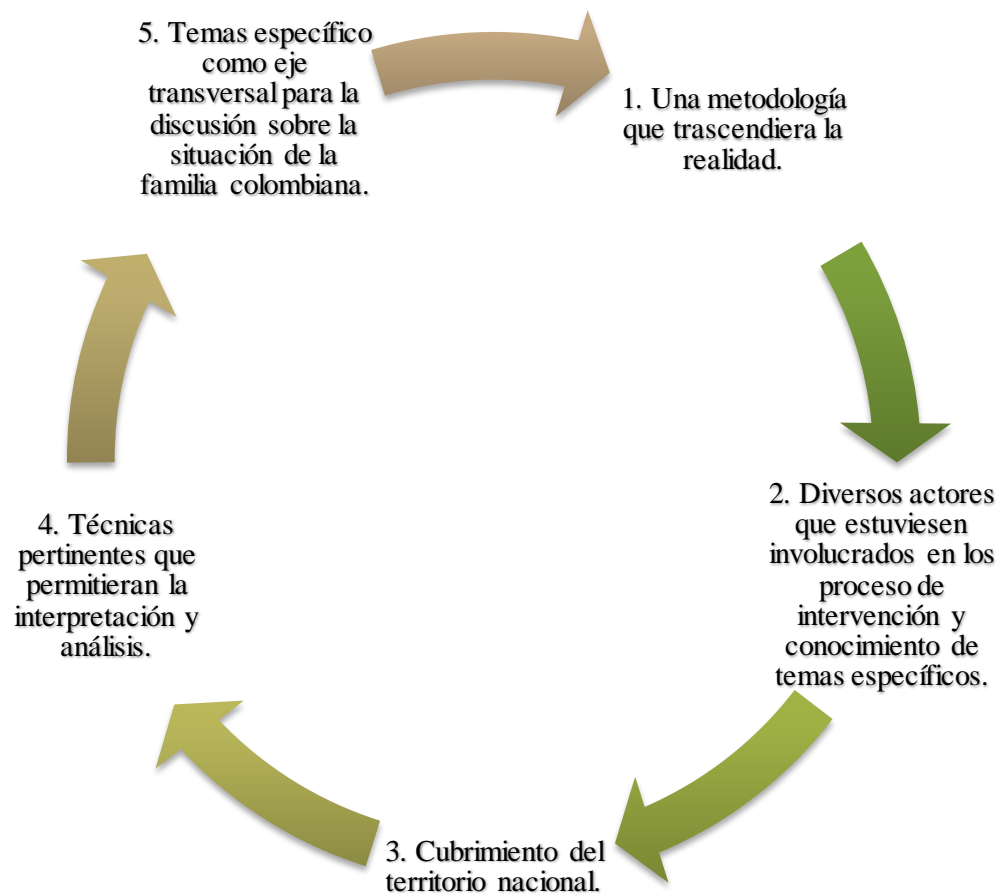 1. Una metodología
que trascendiera la
realidad.
2. Diversos actores
que estuviesen
involucrados en los
proceso de
intervención y
conocimiento de
temas específicos.
3. Cubrimiento del
territorio nacional.
4. Técnicas
pertinentes que
permitieran la
interpretación y
análisis.
5. Temas específico
como eje
transversal para la
discusión sobre la
situación de la
familia colombiana.